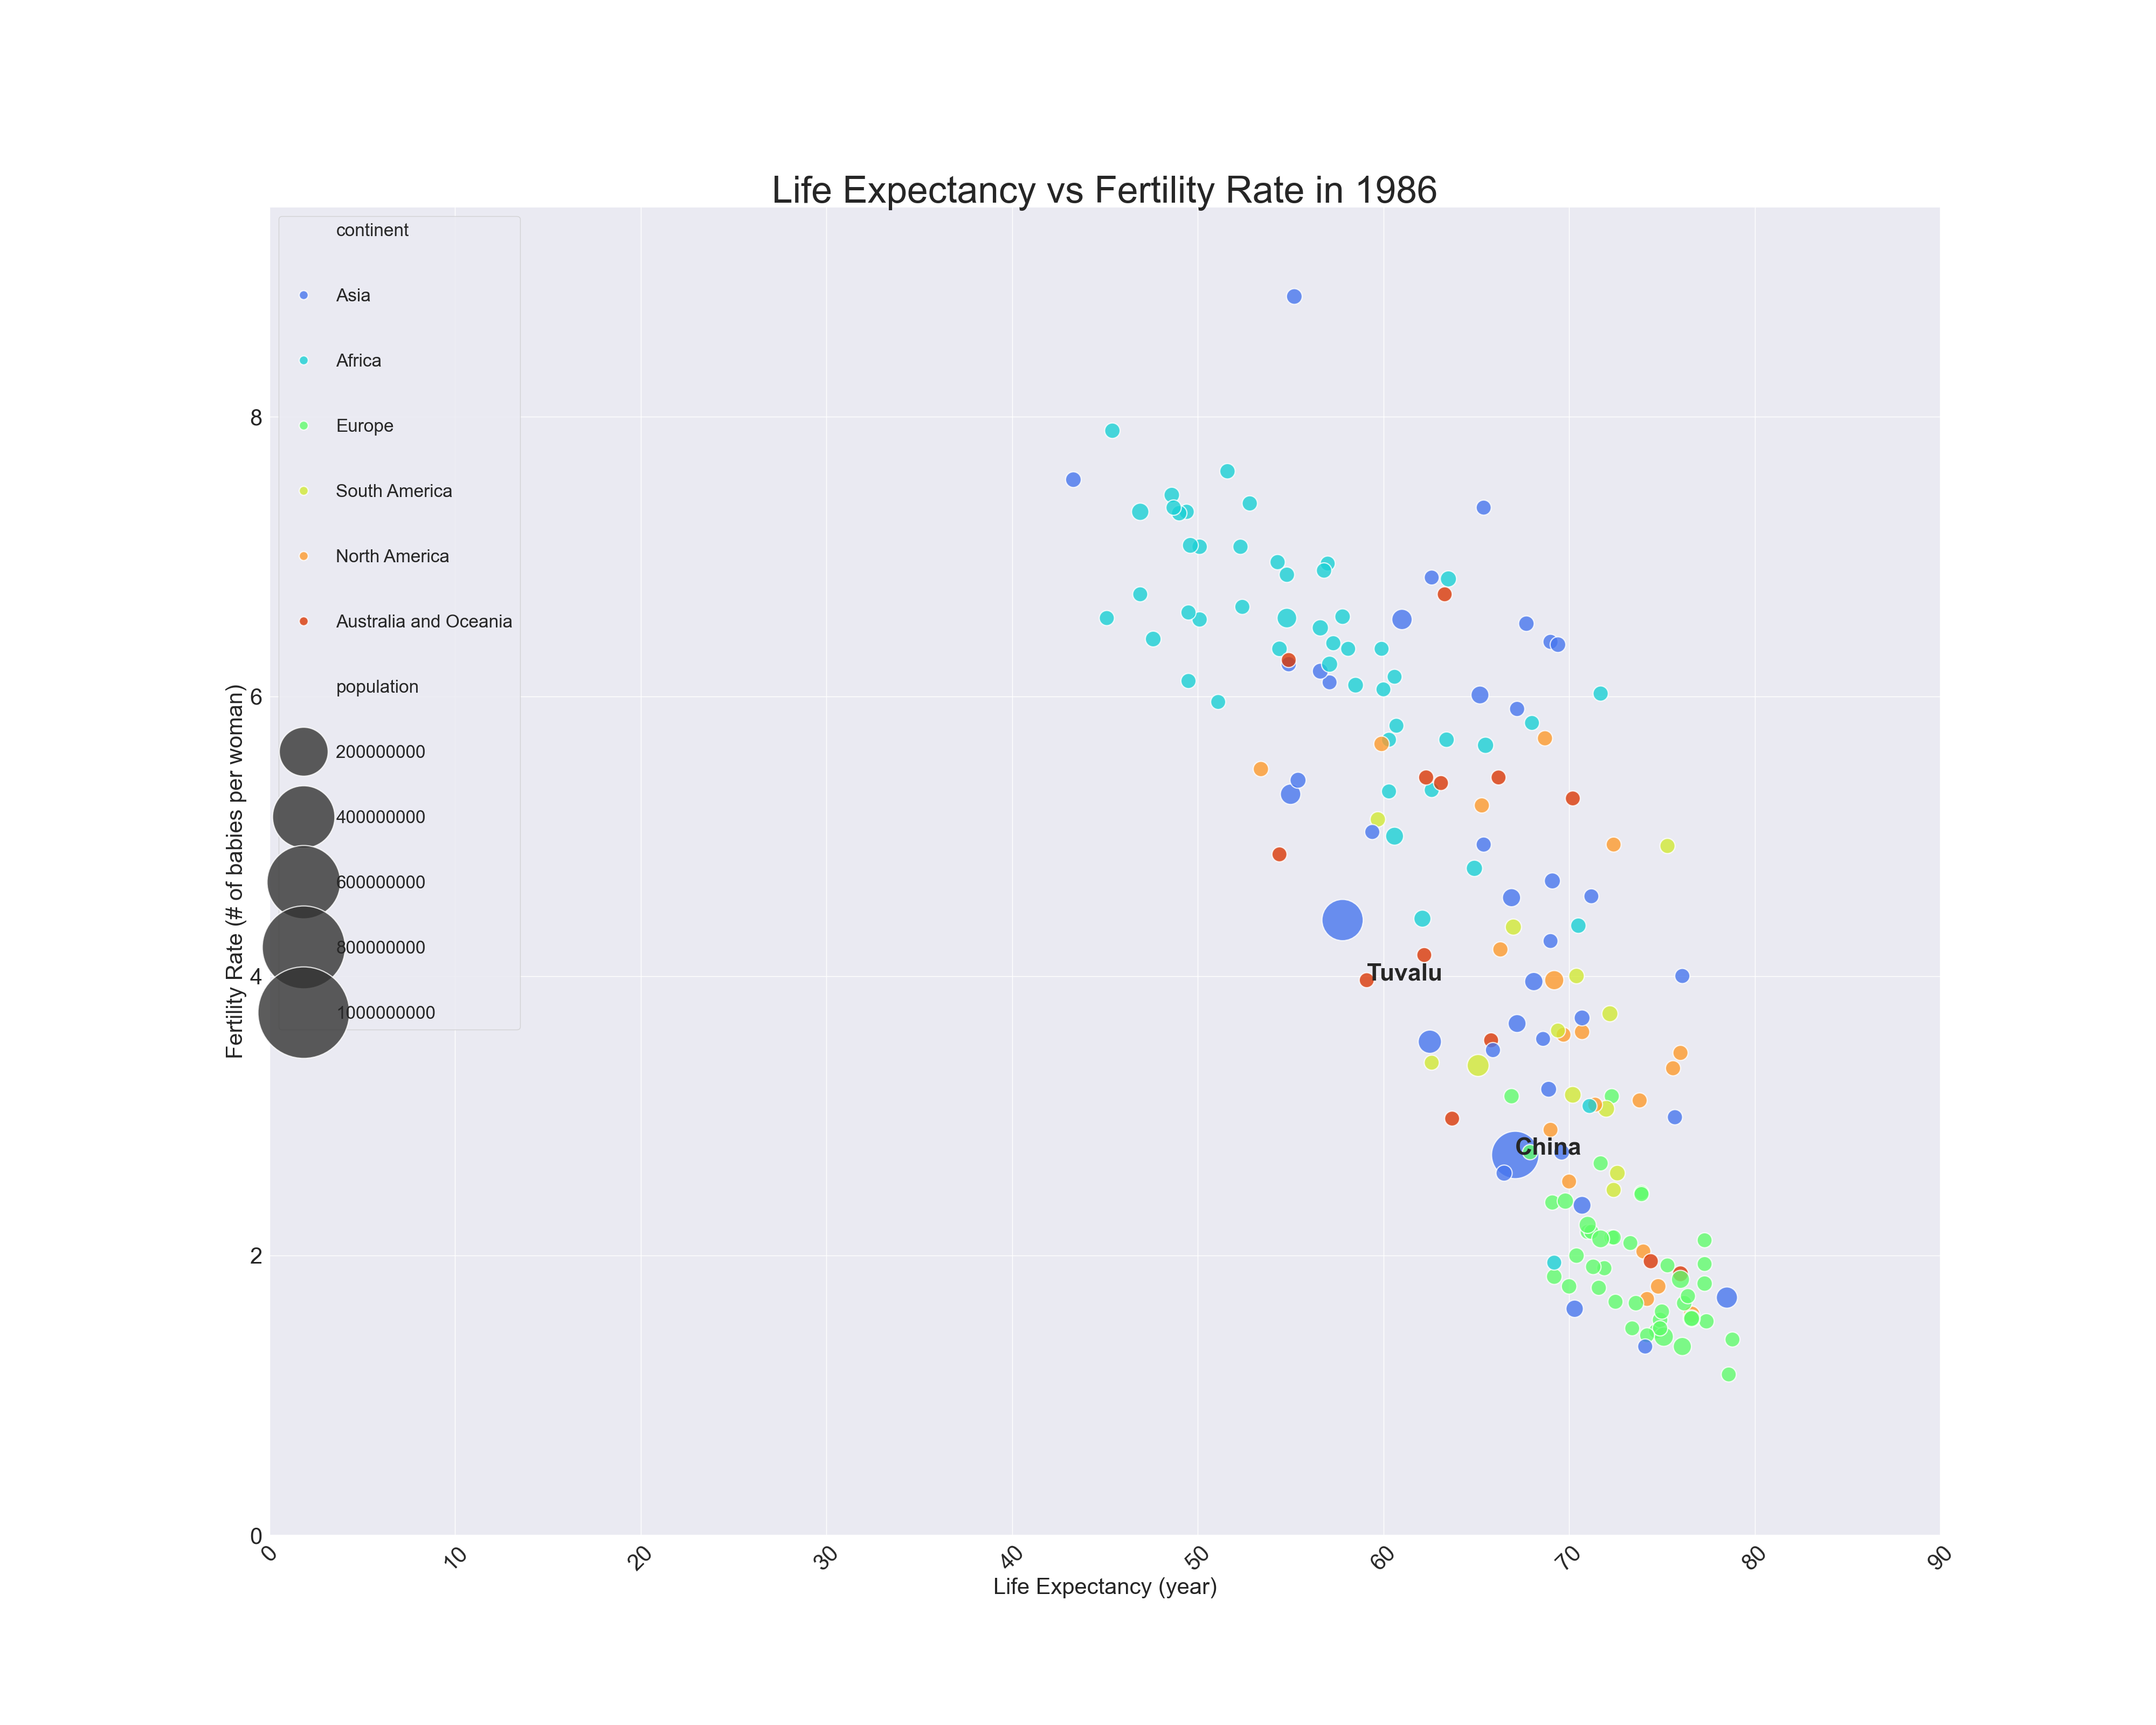 Life Expectancy vs Fertility Rate in 1986
continent
Asia
Africa
Europe
South America
North America
Australia and Oceania
population
200000000
400000000
600000000
800000000
1000000000
Fertility Rate (# of babies per woman)
8
6
4
2
0
Tuvalu
China
0 10 20 30 40 50 60 70 80 90
Life Expectancy (year)